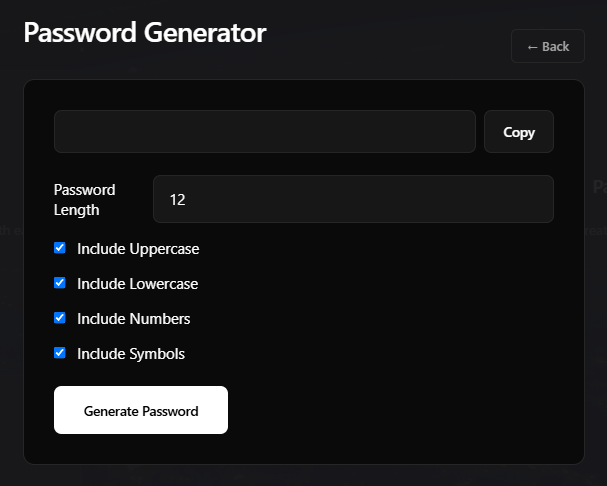 Password Generator
← Back
Copy
Password
Length
12
Include Uppercase
Include Lowercase
Include Numbers
Include Symbols
Generate Password